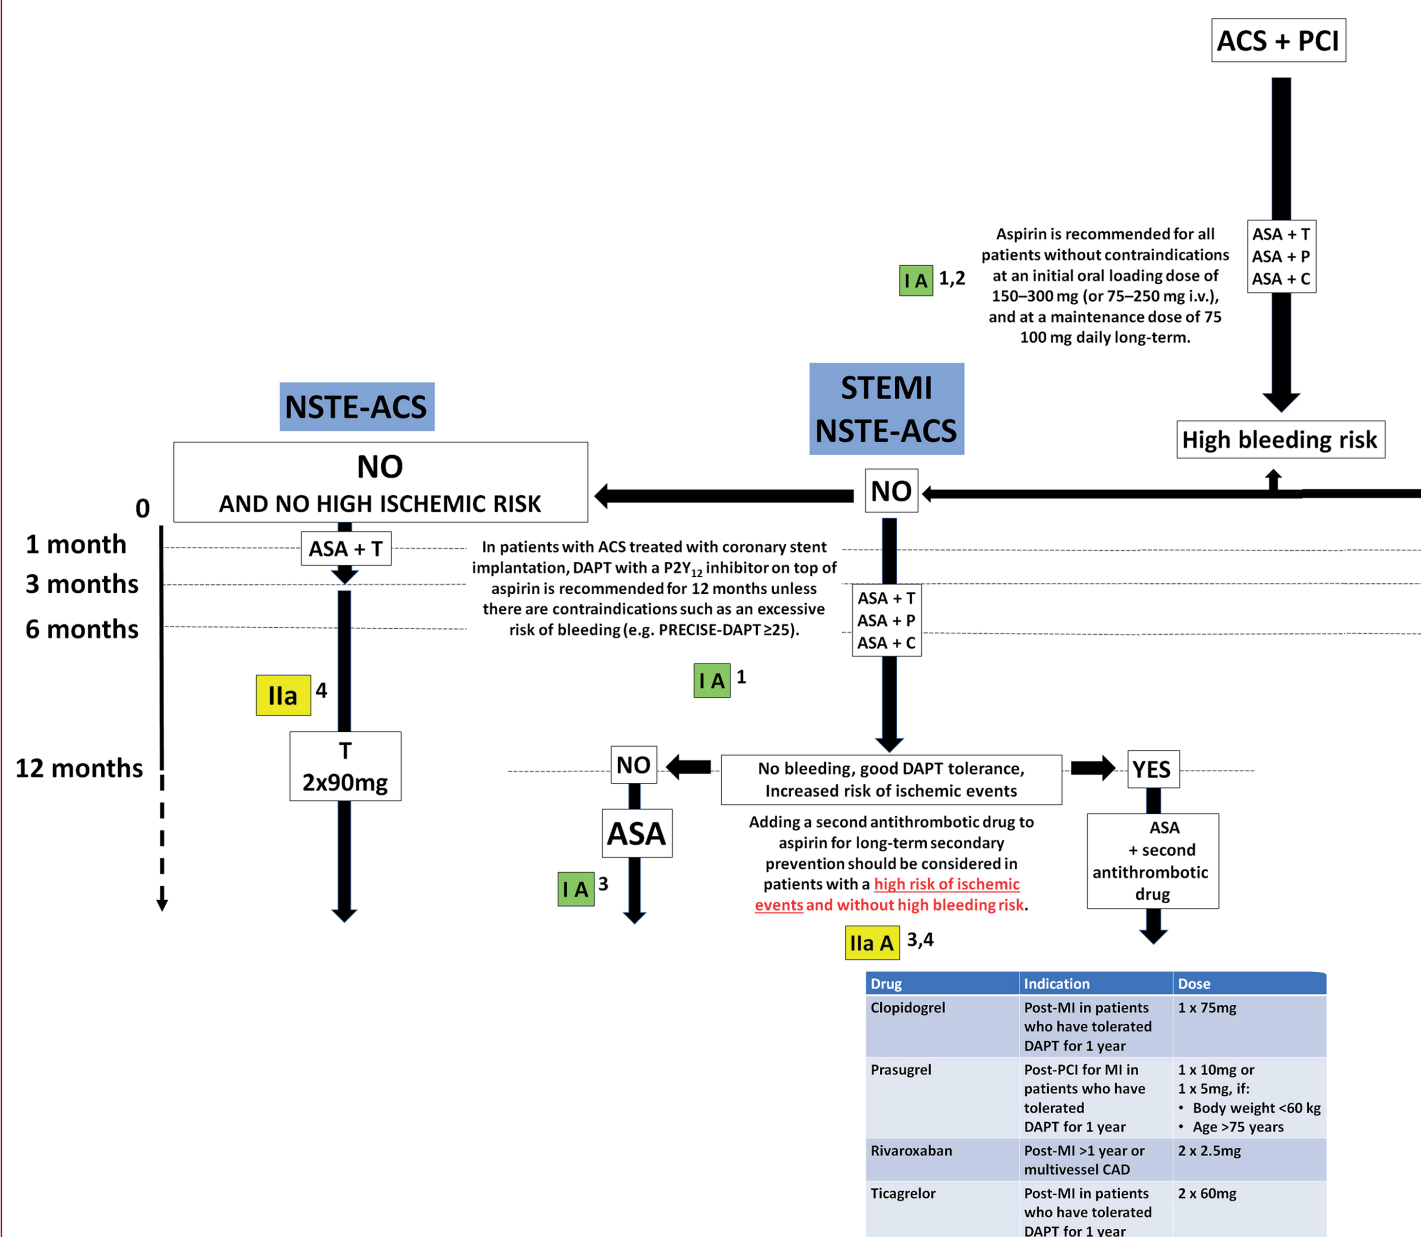 ACS + PCI
Aspirin is recommended for all
patients without contraindications
at an initial oral loading dose of
150–300 mg (or 75–250 mg i.v.),
and at a maintenance dose of 75
100 mg daily long-term.
I A 1,2
ASA + T
ASA + P
ASA + C
High bleeding risk
NSTE-ACS
STEMI
NSTE-ACS
NO
AND NO HIGH ISCHEMIC RISK
NO
0
1 month
3 months
6 months
12 months
ASA + T
IIa 4
T
2x90mg
In patients with ACS treated with coronary stent
implantation, DAPT with a P2Y12 inhibitor on top of
aspirin is recommended for 12 months unless
there are contraindications such as an excessive
risk of bleeding (e.g. PRECISE-DAPT ≥25).
I A 1
ASA + T
ASA + P
ASA + C
NO
No bleeding, good DAPT tolerance,
Increased risk of ischemic events
YES
ASA
I A 3
Adding a second antithrombotic drug to
aspirin for long-term secondary
prevention should be considered in
patients with a high risk of ischemic
events and without high bleeding risk.
IIa A 3,4
ASA
+ second
antithrombotic
drug
Drug Indication Dose
Clopidogrel Post-MI in patients 1 x 75mg
who have tolerated
DAPT for 1 year
Prasugrel Post-PCI for MI in 1 x 10mg or
patients who have 1 x 5mg, if:
tolerated • Body weight <60 kg
DAPT for 1 year • Age >75 years
Rivaroxaban Post-MI >1 year or 2 x 2.5mg
multivessel CAD
Ticagrelor Post-MI in patients 2 x 60mg
who have tolerated
DAPT for 1 year